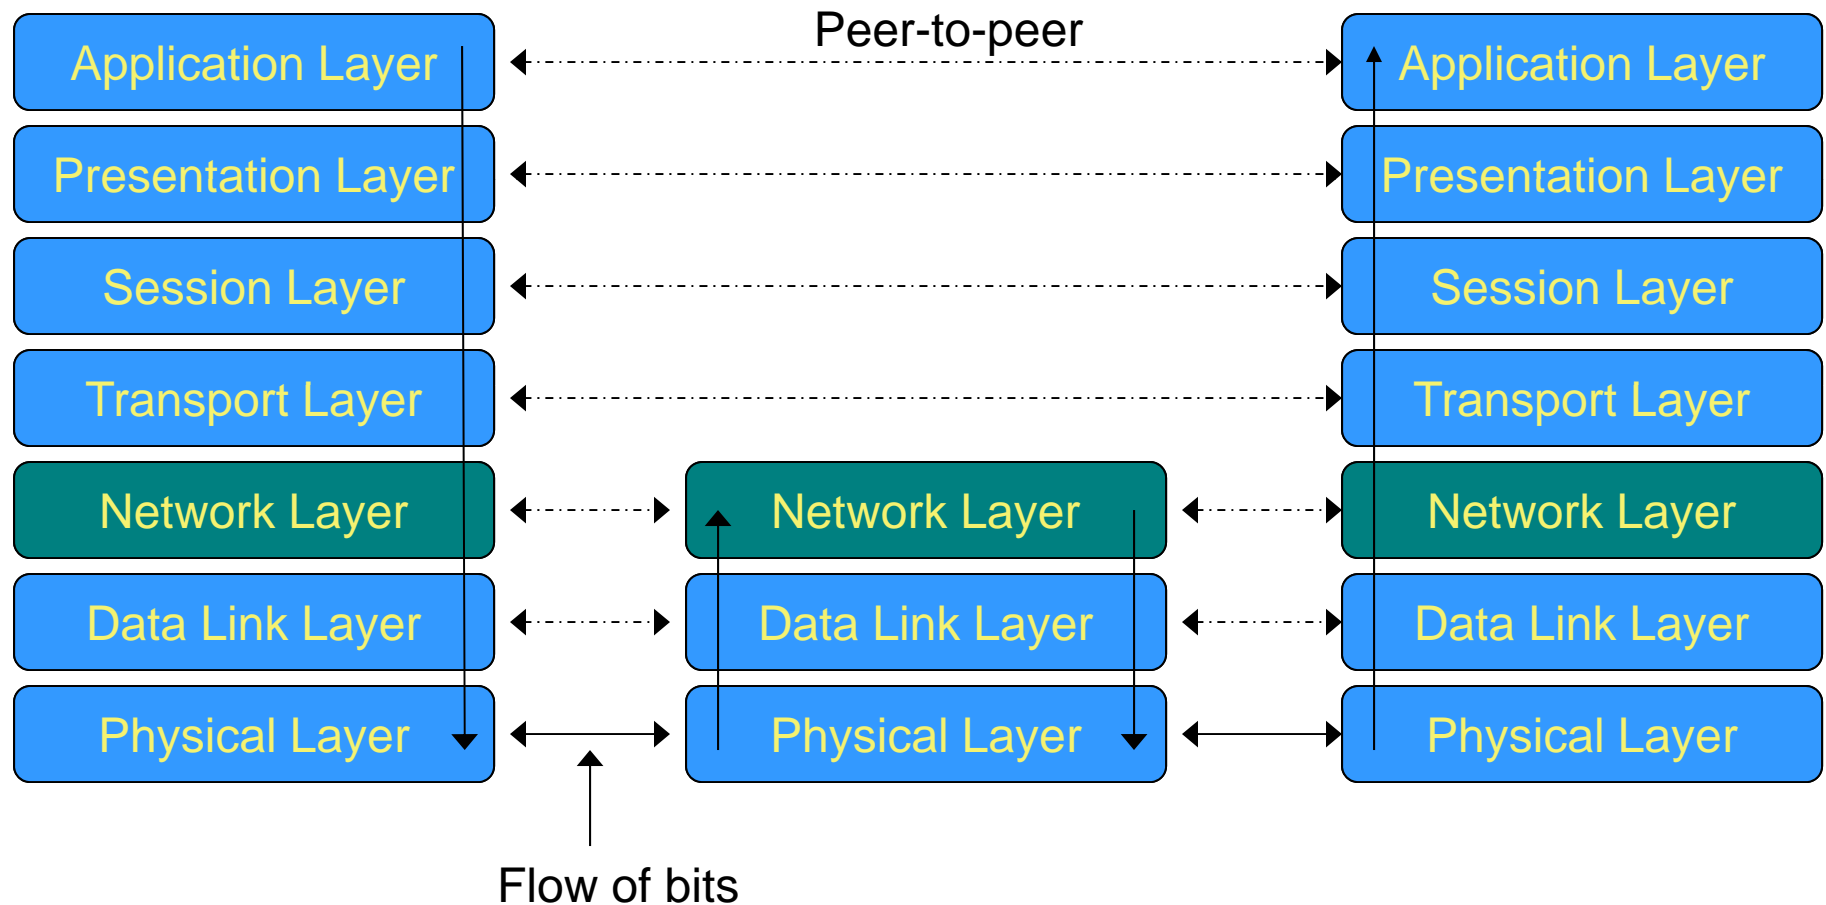 Peer-to-peer
Application Layer
Application Layer
Presentation Layer
Presentation Layer
Session Layer
Session Layer
Transport Layer
Transport Layer
Network Layer
Network Layer
Network Layer
Data Link Layer
Data Link Layer
Data Link Layer
Physical Layer
Physical Layer
Physical Layer
Flow of bits